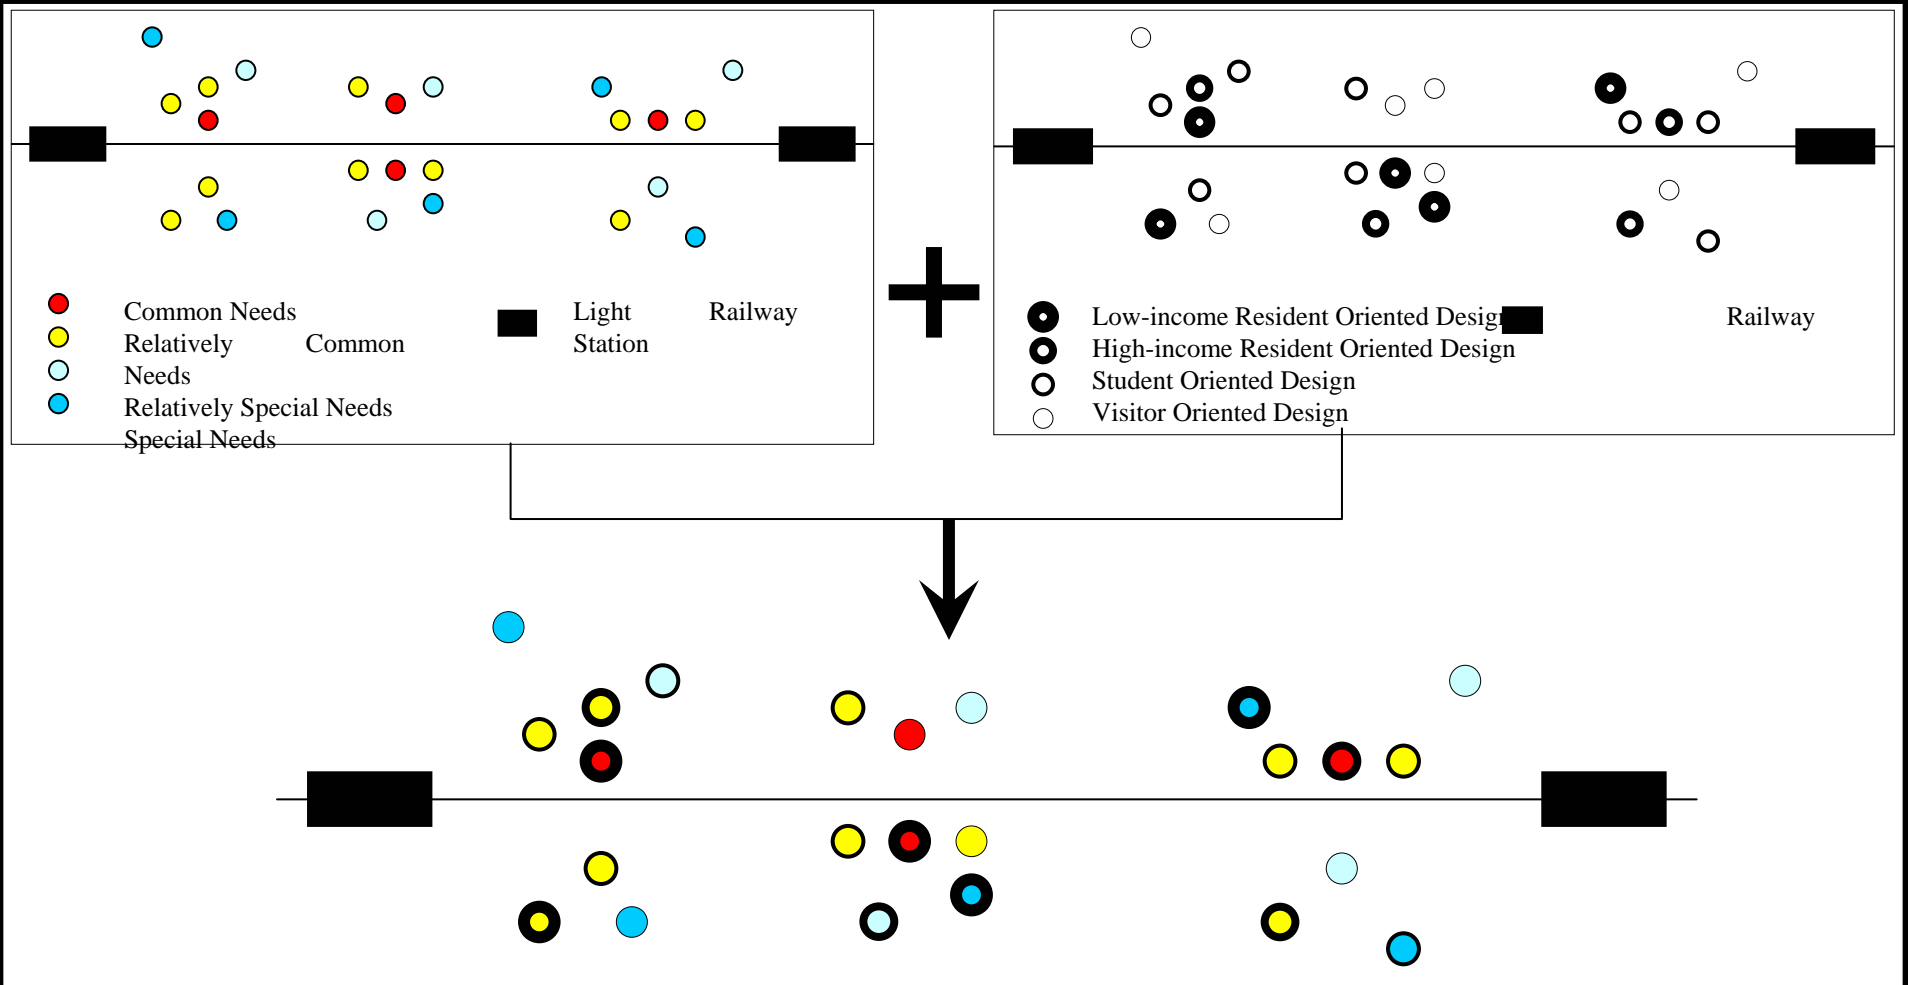 Common Needs
Relatively Common
Needs
Relatively Special Needs
Special Needs
Light Railway
Station
Low-income Resident Oriented Design
High-income Resident Oriented Design
Student Oriented Design
Visitor Oriented Design
Railway